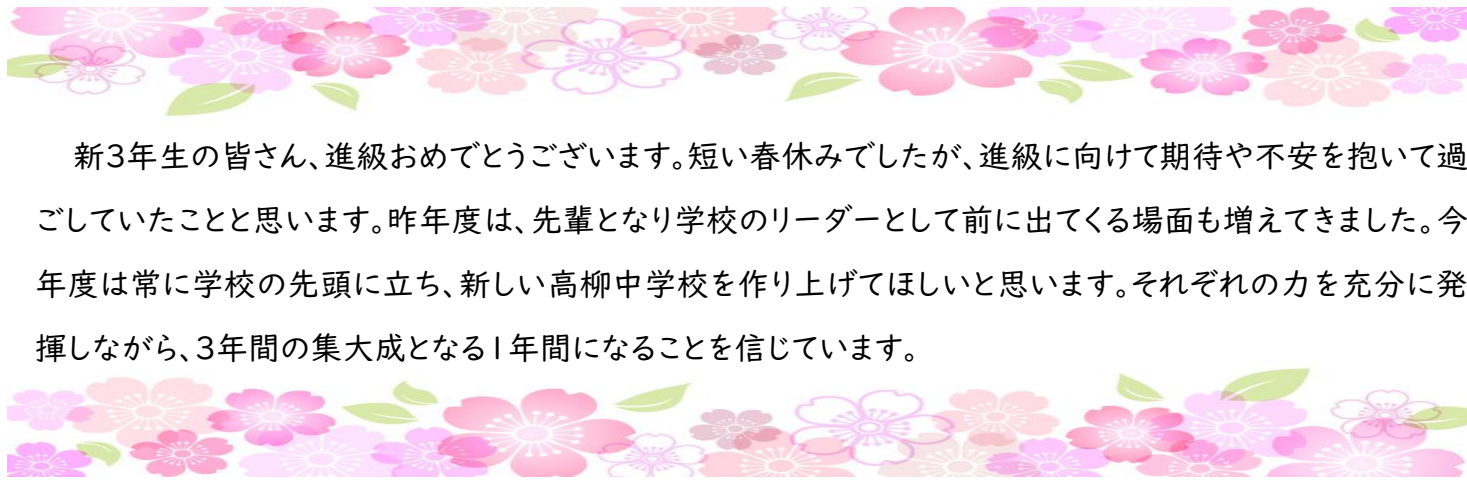 新3年生の皆さん、進級おめでとうございます。短い春休みでしたが、進級に向けて期待や不安を抱いて過
ごしていたことと思います。昨年度は、先輩となり学校のリーダーとして前に出てくる場面も増えてきました。今
年度は常に学校の先頭に立ち、新しい高柳中学校を作り上げてほしいと思います。それぞれの力を充分に発
揮しながら、3年間の集大成となる1年間になることを信じています。